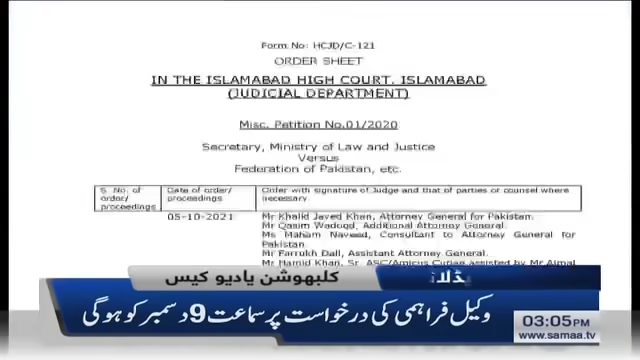 Form No: HCJD/C-121
ORDER SHEET
IN THE ISLAMABAD HIGH COURT, ISLAMABAD
(JUDICIAL DEPARTMENT)
Misc. Petition No.01/2020
Secretary, Ministry of Law and Justice
Versus
Federation of Pakistan, etc.
S. No. of order/ proceedings
Date of order/ proceedings
Order with signature of Judge and that of parties or counsel where necessary.
05-10-2021
Mr Khalid Javed Khan, Attorney General for Pakistan.
Mr Qasim Wadood, Additional Attorney General.
Ms Maham Naveed, Consultant to Attorney General for
Pakistan.
Mr Farrukh Dall, Assistant Attorney General.
Mr Hamid Khan, Sr. ASC/Amicus Curiae assisted by Mr Ajmal
کلبھوشن یادیو کیس
وکیل فراہمی کی درخواست پر سماعت 9 دسمبر کو ہوگی
03:05 PM
www.samaa.tv